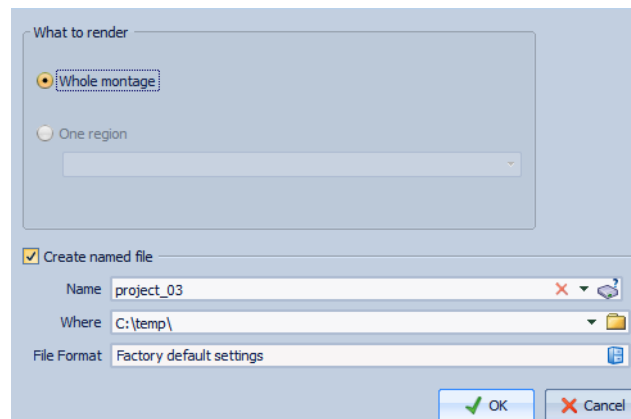 What to render
Whole montage
One region
Create named file
Name project_03
Where C:\temp\
File Format Factory default settings
OK Cancel